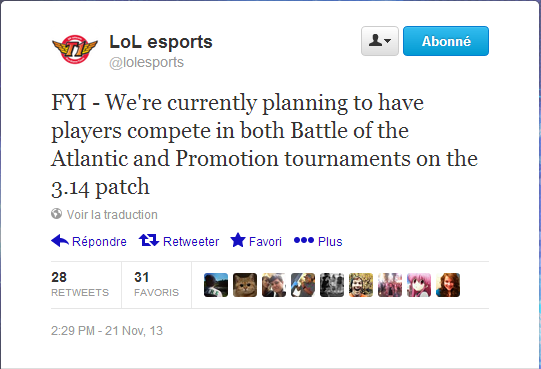 LoL esports
@lolesports
Abonné
FYI - We're currently planning to have
players compete in both Battle of the
Atlantic and Promotion tournaments on the
3.14 patch
Voir la traduction
Répondre Retweeter Favori Plus
28 31
RETWEETS FAVORIS
2:29 PM - 21 Nov, 13